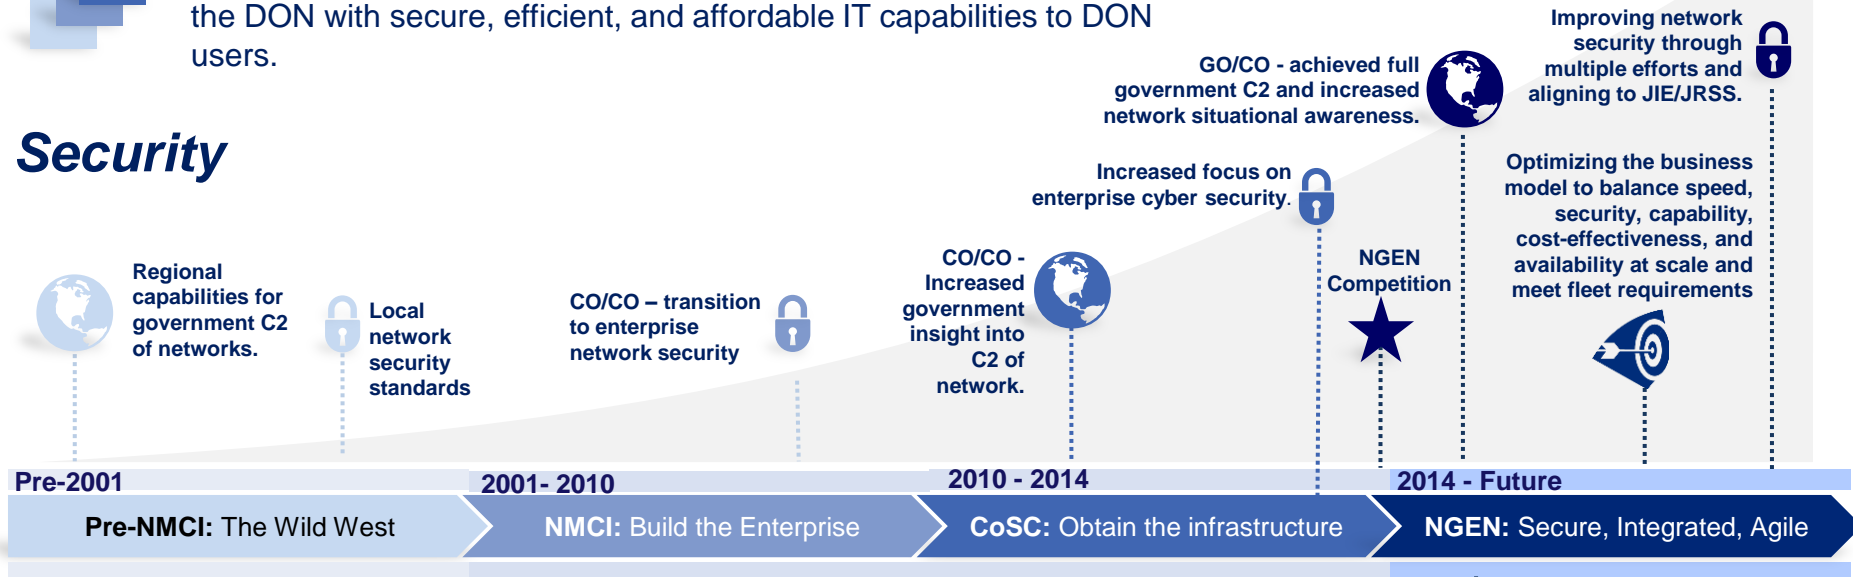 the DON with secure, efficient, and affordable IT capabilities to DON
users.
Security
Regional
capabilities for
government C2
of networks.
Local
network
security
standards
CO/CO – transition
to enterprise
network security
CO/CO -
Increased
government
insight into
C2 of
network.
Increased focus on
enterprise cyber security.
GO/CO - achieved full
government C2 and increased
network situational awareness.
NGEN
Competition
Improving network
security through
multiple efforts and
aligning to JIE/JRSS.
Optimizing the business
model to balance speed,
security, capability,
cost-effectiveness, and
availability at scale and
meet fleet requirements
Pre-2001
2001- 2010
2010 - 2014
2014 - Future
Pre-NMCI: The Wild West
NMCI: Build the Enterprise
CoSC: Obtain the infrastructure
NGEN: Secure, Integrated, Agile